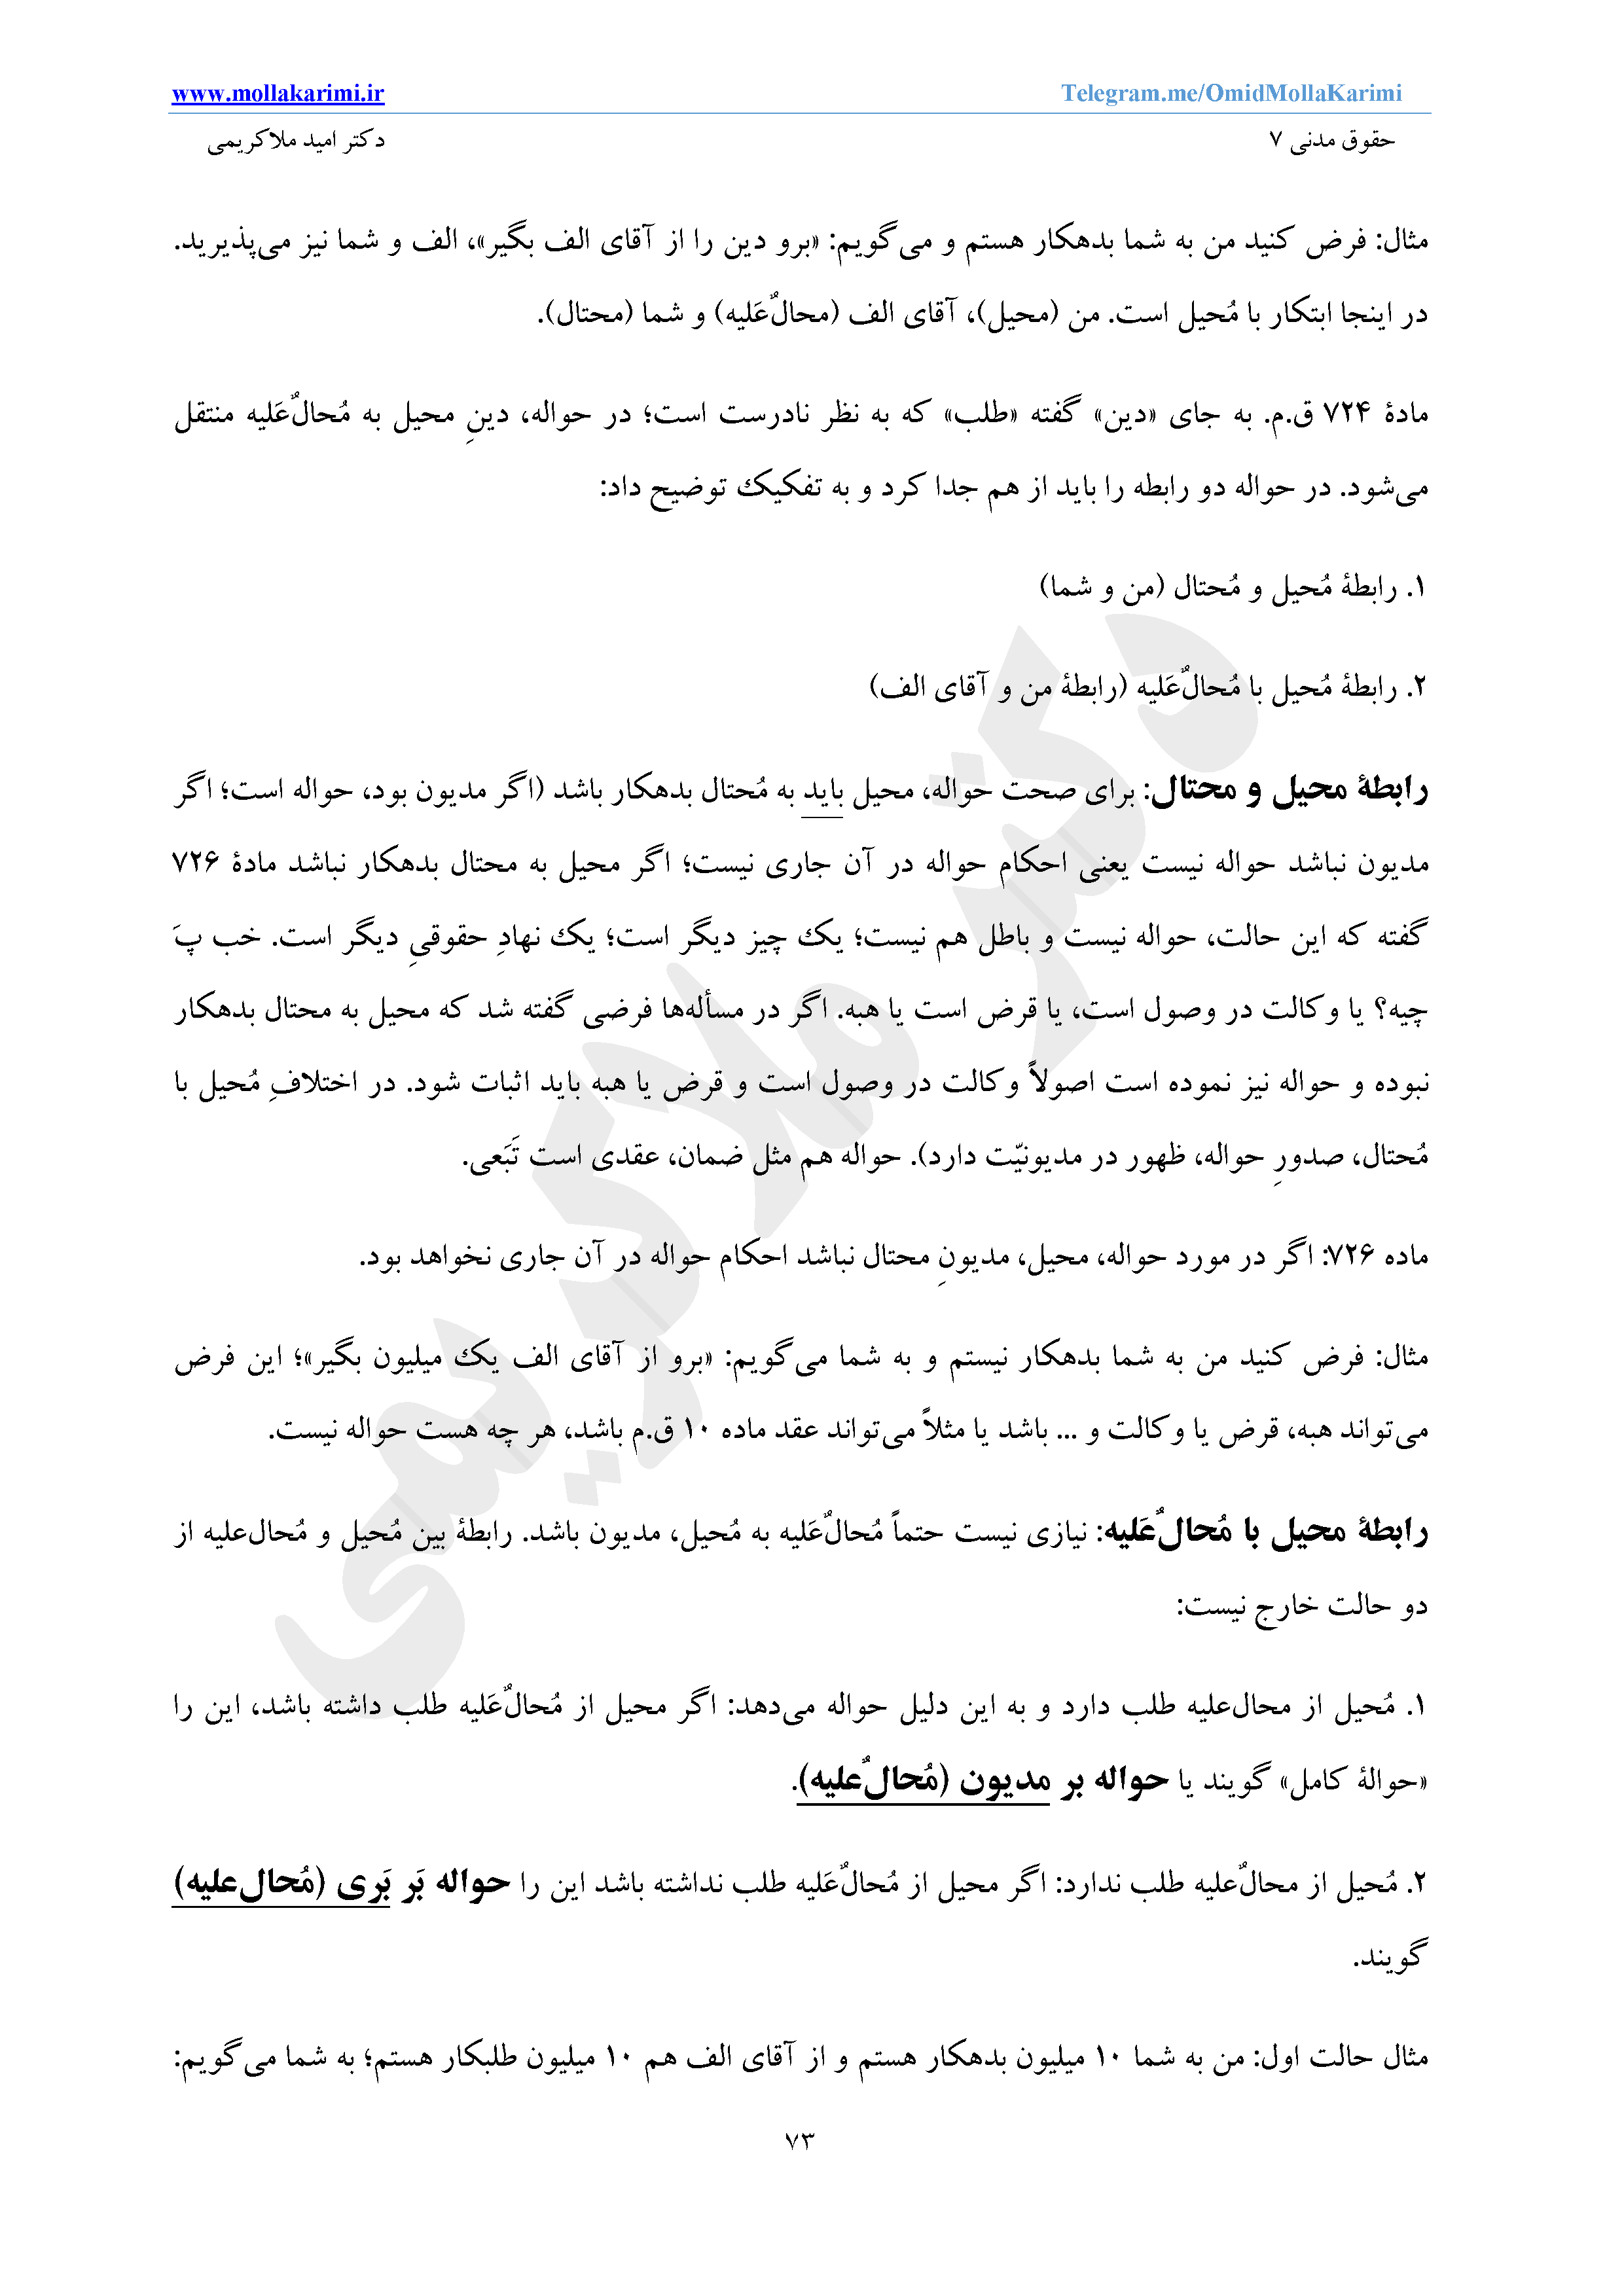 www.mollakarimi.ir Telegram.me/OmidMollaKarimi
حقوق مدنی ۷ دکتر امید ملاکریمی
مثال: فرض کنید من به شما بدهکار هستم و می‌گویم: «برو دین را از آقای الف بگیر»، الف و شما نیز می‌پذیرید.
در اینجا ابتکار با مُحیل است. من (محیل)، آقای الف (محالٌ‌عَلیه) و شما (محتال).
مادهٔ ۷۲۴ ق.م. به جای «دین» گفته «طلب» که به نظر نادرست است؛ در حواله، دینِ محیل به مُحالٌ‌عَلیه منتقل
می‌شود. در حواله دو رابطه را باید از هم جدا کرد و به تفکیک توضیح داد:
۱. رابطهٔ مُحیل و مُحتال (من و شما)
۲. رابطهٔ مُحیل با مُحالٌ‌عَلیه (رابطهٔ من و آقای الف)
رابطهٔ محیل و محتال: برای صحت حواله، محیل باید به مُحتال بدهکار باشد (اگر مدیون بود، حواله است؛ اگر
مدیون نباشد حواله نیست یعنی احکام حواله در آن جاری نیست؛ اگر محیل به محتال بدهکار نباشد مادهٔ ۷۲۶
گفته که این حالت، حواله نیست و باطل هم نیست؛ یک چیز دیگر است؛ یک نهادِ حقوقیِ دیگر است. خب پَ
چیه؟ یا وکالت در وصول است، یا قرض است یا هبه. اگر در مسأله‌ها فرضی گفته شد که محیل به محتال بدهکار
نبوده و حواله نیز نموده است اصولاً وکالت در وصول است و قرض یا هبه باید اثبات شود. در اختلافِ مُحیل با
مُحتال، صدورِ حواله، ظهور در مدیونیّت دارد). حواله هم مثل ضمان، عقدی است تَبَعی.
ماده ۷۲۶: اگر در مورد حواله، محیل، مدیونِ محتال نباشد احکام حواله در آن جاری نخواهد بود.
مثال: فرض کنید من به شما بدهکار نیستم و به شما می‌گویم: «برو از آقای الف یک میلیون بگیر»؛ این فرض
می‌تواند هبه، قرض یا وکالت و ... باشد یا مثلاً می‌تواند عقد ماده ۱۰ ق.م باشد، هر چه هست حواله نیست.
رابطهٔ محیل با مُحالٌ‌عَلیه: نیازی نیست حتماً مُحالٌ‌عَلیه به مُحیل، مدیون باشد. رابطهٔ بین مُحیل و مُحال‌علیه از
دو حالت خارج نیست:
۱. مُحیل از محال‌علیه طلب دارد و به این دلیل حواله می‌دهد: اگر محیل از مُحالٌ‌عَلیه طلب داشته باشد، این را
«حوالهٔ کامل» گویند یا حواله بر مدیون (مُحالٌ‌علیه).
۲. مُحیل از محالٌ‌علیه طلب ندارد: اگر محیل از مُحالٌ‌عَلیه طلب نداشته باشد این را حواله بَر بَری (مُحال‌علیه)
گویند.
مثال حالت اول: من به شما ۱۰ میلیون بدهکار هستم و از آقای الف هم ۱۰ میلیون طلبکار هستم؛ به شما می‌گویم:
۷۳
دکتر ملاکریمی